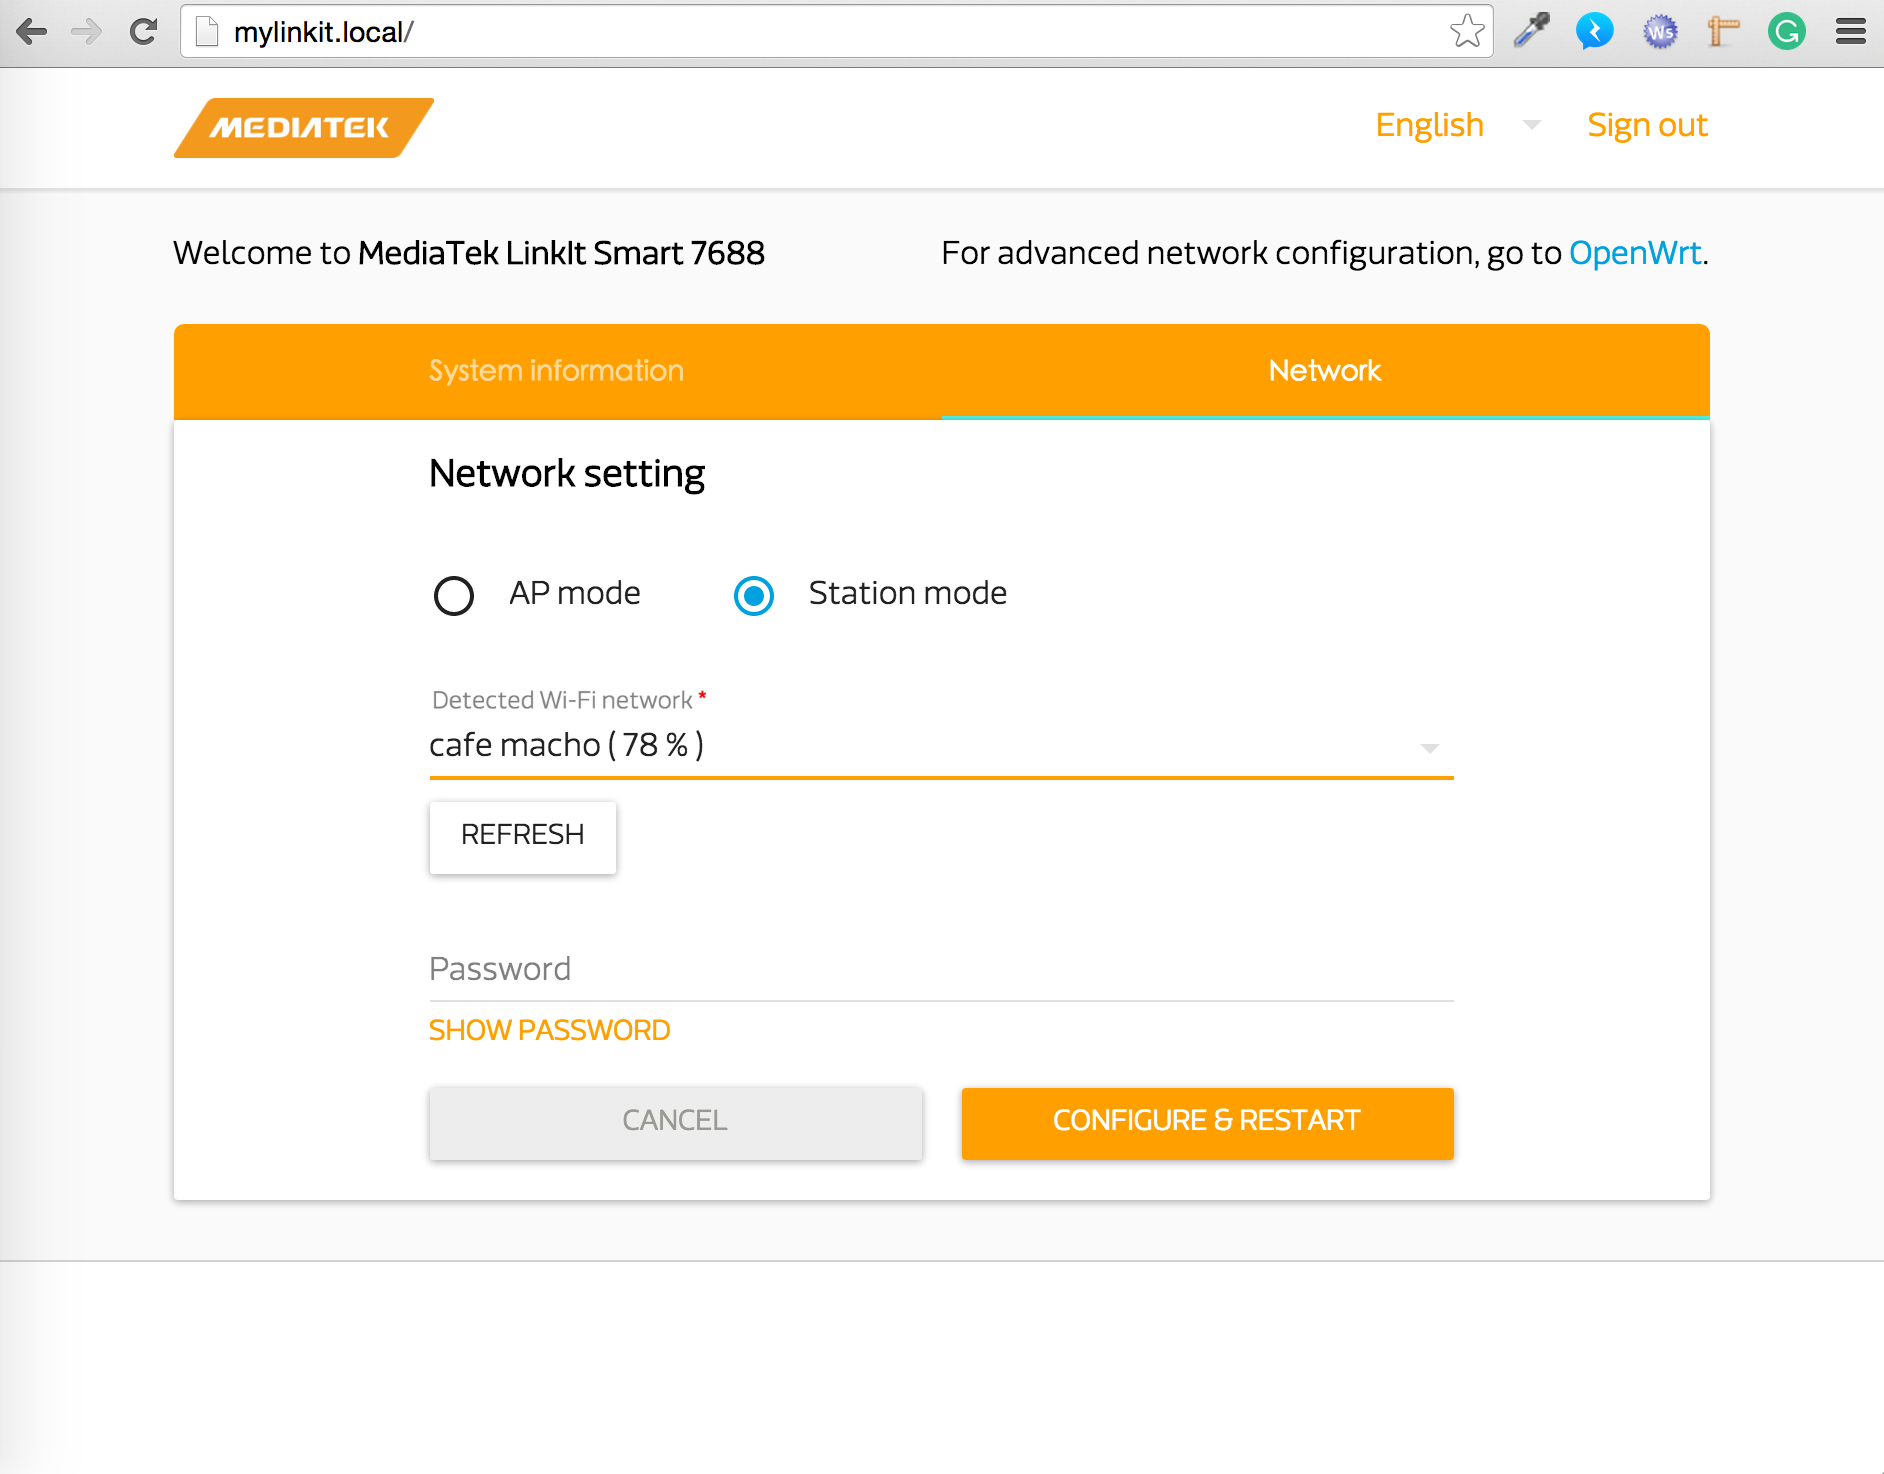 mylinkit.local/
Ws
G
MEDIATEK
English
Sign out
Welcome to MediaTek LinkIt Smart 7688
For advanced network configuration, go to OpenWrt.
System information
Network
Network setting
AP mode
Station mode
Detected Wi-Fi network *
cafe macho ( 78 % )
REFRESH
Password
SHOW PASSWORD
CANCEL
CONFIGURE & RESTART